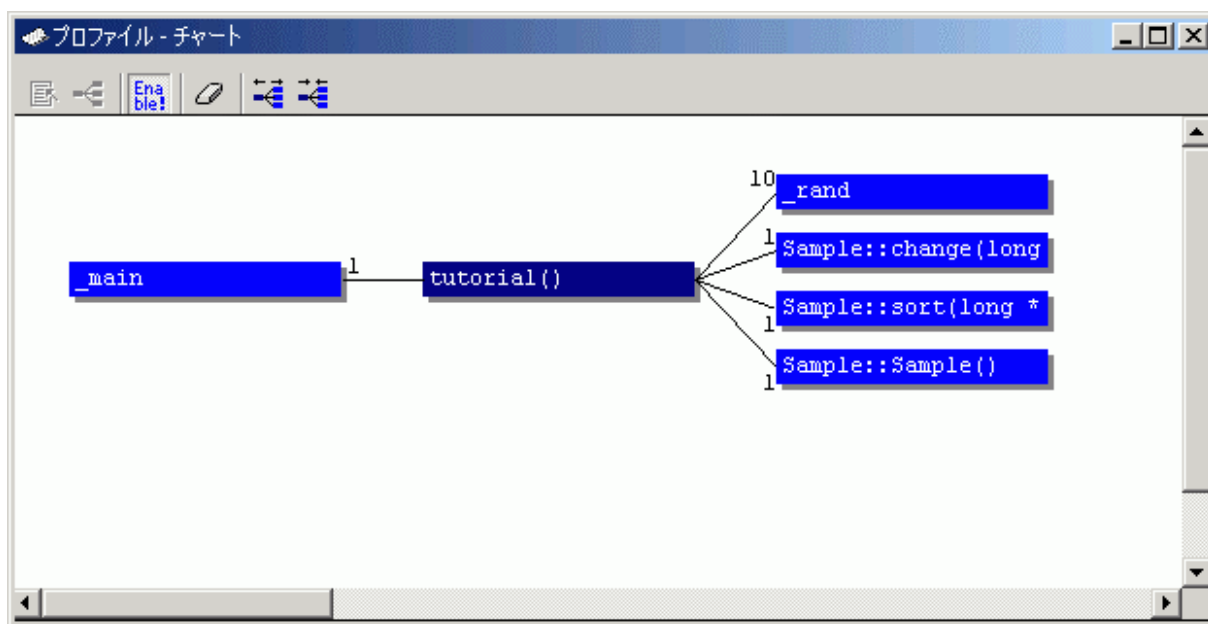 プロファイル - チャート
Ena
ble!
10
_rand
1
Sample::change(long
_main
1
tutorial()
Sample::sort(long *
1
Sample::Sample()
1